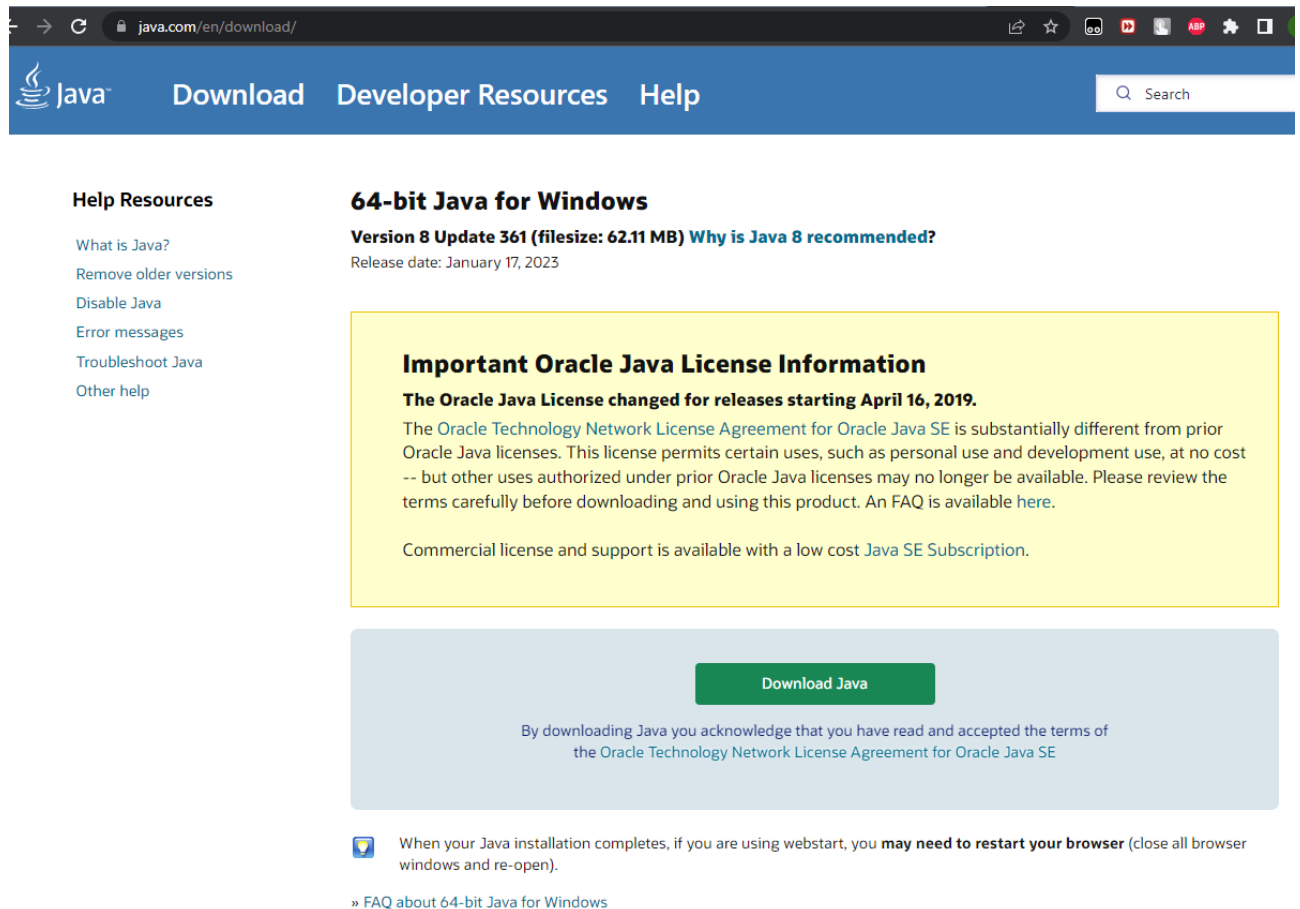 java.com/en/download/
ABP
Java
Download
Developer Resources
Help
Search
Help Resources
What is Java?
Remove older versions
Disable Java
Error messages
Troubleshoot Java
Other help
64-bit Java for Windows
Version 8 Update 361 (filesize: 62.11 MB) Why is Java 8 recommended?
Release date: January 17, 2023
Important Oracle Java License Information
The Oracle Java License changed for releases starting April 16, 2019.
The Oracle Technology Network License Agreement for Oracle Java SE is substantially different from prior
Oracle Java licenses. This license permits certain uses, such as personal use and development use, at no cost
-- but other uses authorized under prior Oracle Java licenses may no longer be available. Please review the
terms carefully before downloading and using this product. An FAQ is available here.
Commercial license and support is available with a low cost Java SE Subscription.
Download Java
By downloading Java you acknowledge that you have read and accepted the terms of
the Oracle Technology Network License Agreement for Oracle Java SE
When your Java installation completes, if you are using webstart, you may need to restart your browser (close all browser
windows and re-open).
» FAQ about 64-bit Java for Windows